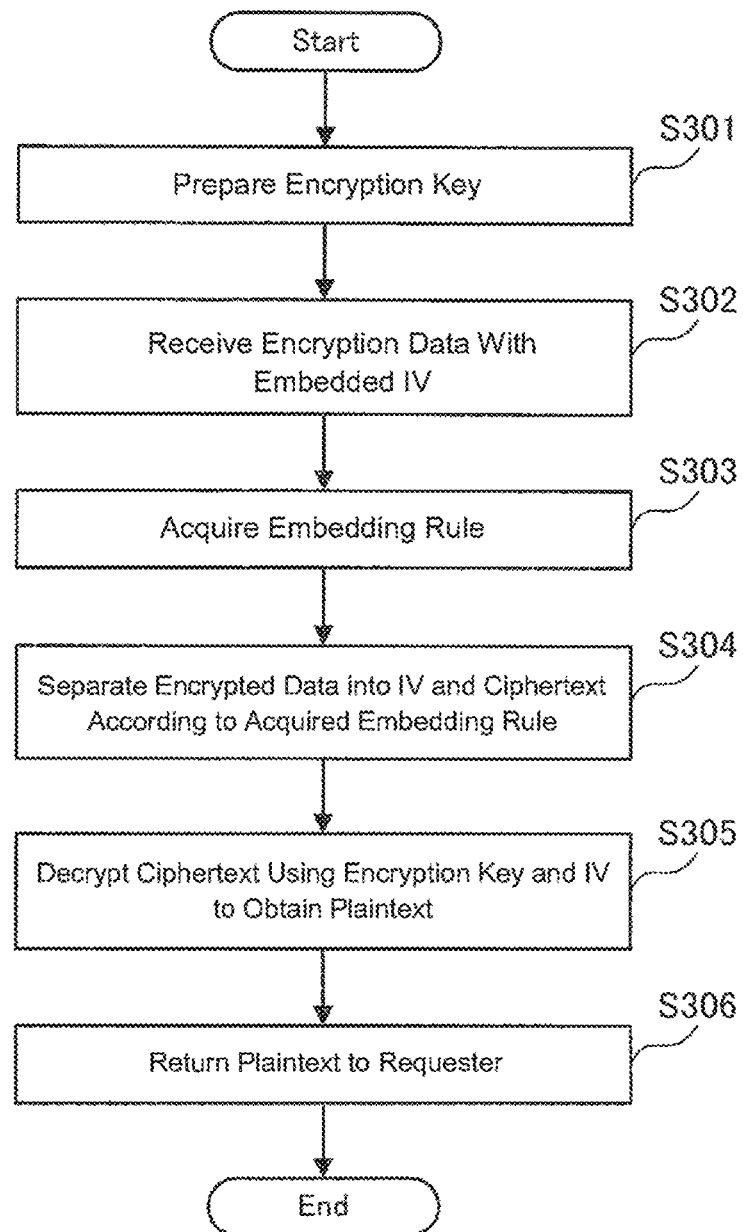 Start
S301
Prepare Encryption Key
S302
Receive Encryption Data With
Embedded IV
S303
Acquire Embedding Rule
S304
Separate Encrypted Data into IV and Ciphertext
According to Acquired Embedding Rule
S305
Decrypt Ciphertext Using Encryption Key and IV
to Obtain Plaintext
S306
Return Plaintext to Requester
End